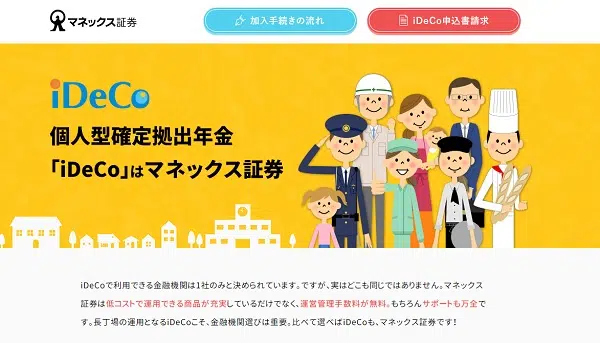 マネックス証券
加入手続きの流れ
iDeCo申込書請求
iDeCo
個人型確定拠出年金
「iDeCo」はマネックス証券
iDeCoで利用できる金融機関は1社のみと決められています。ですが、実はどこも同じではありません。マネックス
証券は低コストで運用できる商品が充実しているだけでなく、運営管理手数料が無料。もちろんサポートも万全で
す。長丁場の運用となるiDeCoこそ、金融機関選びは重要。比べて選べばiDeCoも、マネックス証券です!